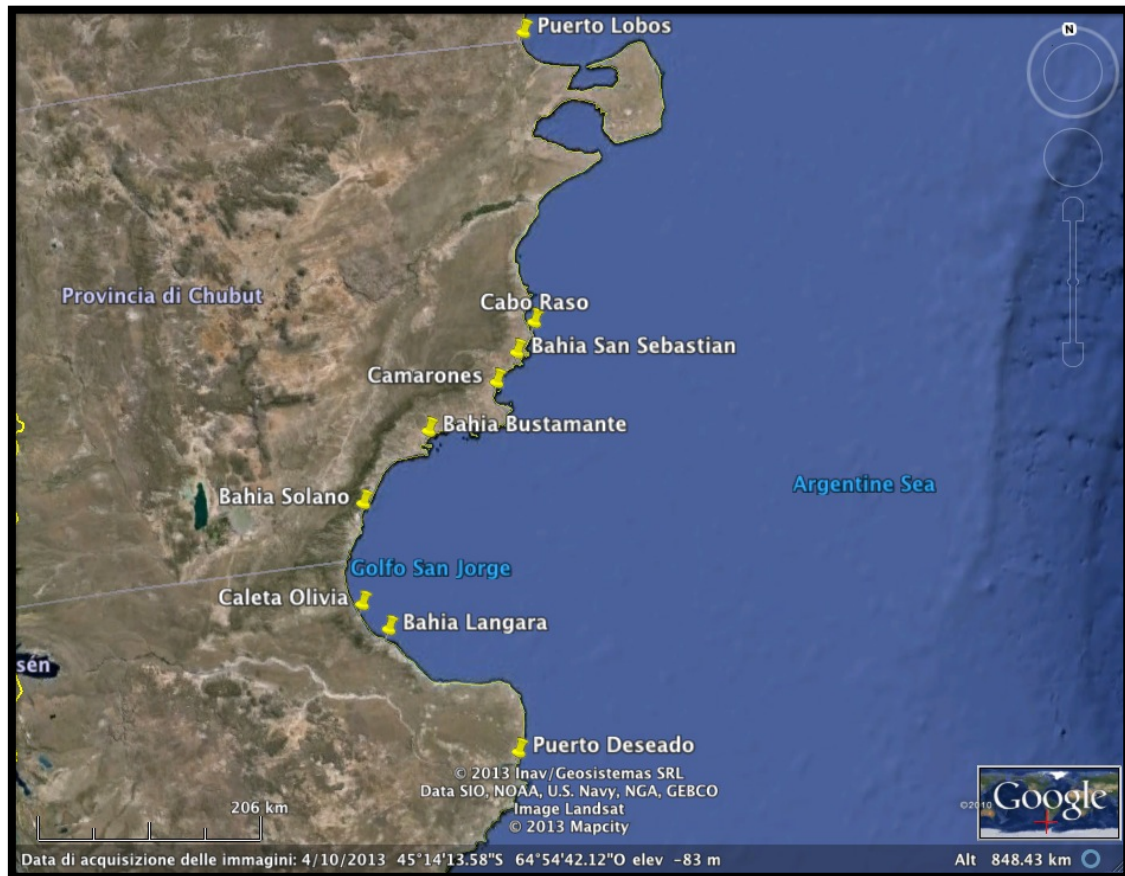 Puerto Lobos
N
Provincia di Chubut
Cabo Raso
Bahia San Sebastian
Camarones
Bahia Bustamante
Argentine Sea
Bahia Solano
Golfo San Jorge
Caleta Olivia
Bahia Langara
sén
Puerto Deseado
© 2013 Inav/Geosistemas SRL
Data SIO, NOAA, U.S. Navy, NGA, GEBCO
Image Landsat
© 2013 Mapcity
206 km
©2010 Google
Data di acquisizione delle immagini: 4/10/2013 45°14'13.58"S 64°54'42.12"O elev -83 m
Alt 848.43 km